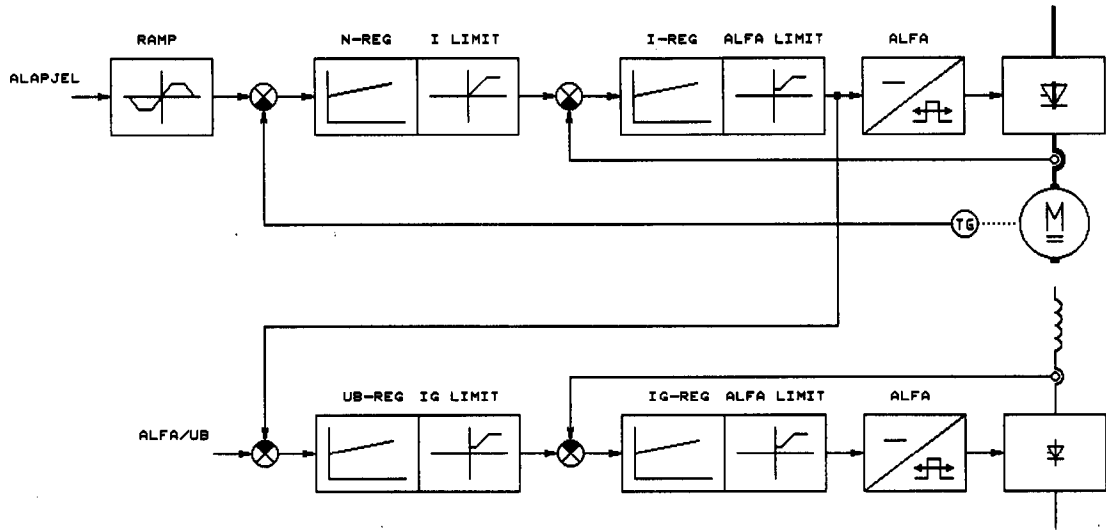 RAMP
N-REG
I LIMIT
I-REG
ALFA LIMIT
ALFA
ALAPJEL
TG
M
UB-REG
IG LIMIT
IG-REG
ALFA LIMIT
ALFA
ALFA/UB